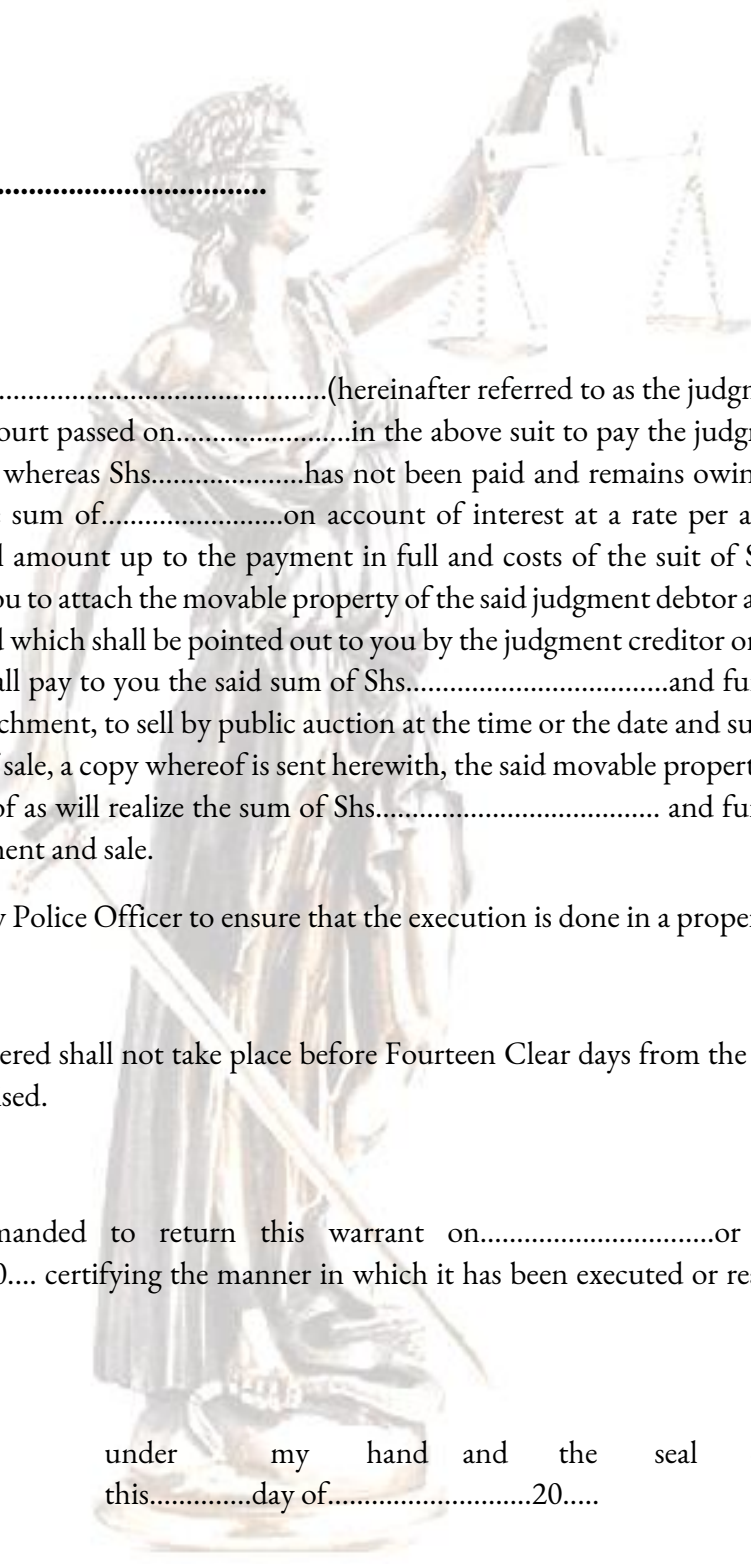 ................................
................................(hereinafter referred to as the judgm
ourt passed on......................in the above suit to pay the judgm
whereas Shs...................has not been paid and remains owin
sum of.......................on account of interest at a rate per a
amount up to the payment in full and costs of the suit of S
ou to attach the movable property of the said judgment debtor a
which shall be pointed out to you by the judgment creditor or
all pay to you the said sum of Shs.................................and fur
chment, to sell by public auction at the time or the date and su
sale, a copy whereof is sent herewith, the said movable propert
of as will realize the sum of Shs.................................... and fur
ment and sale.
y Police Officer to ensure that the execution is done in a proper
ered shall not take place before Fourteen Clear days from the
sed.
manded to return this warrant on.............................or
0.... certifying the manner in which it has been executed or rea
under my hand and the seal
this.............day of..........................20.....